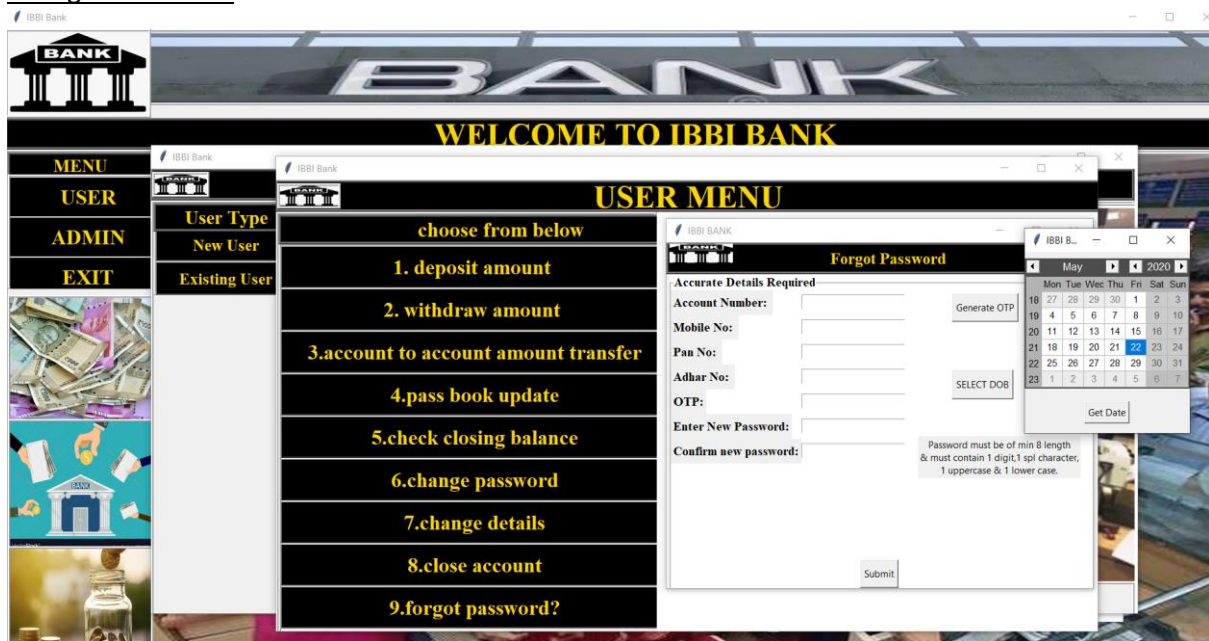 IBBI Bank
BANK
BANK
WELCOME TO IBBI BANK
MENU
USER
ADMIN
EXIT
IBBI Bank
User Type
New User
Existing User
IBBI Bank
BANK
USER MENU
choose from below
1. deposit amount
2. withdraw amount
3.account to account amount transfer
4.pass book update
5.check closing balance
6.change password
7.change details
8.close account
9.forgot password?
IBBI BANK
Forgot Password
Accurate Details Required
Account Number:
Generate OTP
Mobile No:
Pan No:
Adhar No:
SELECT DOB
OTP:
Enter New Password:
Confirm new password:
Password must be of min 8 length
& must contain 1 digit,1 spl character,
1 uppercase & 1 lower case.
Submit
IBBI B...
May 2020
Mon Tue Wec Thu Fri Sat Sun
18 27 28 29 30 1 2 3
19 4 5 6 7 8 9 10
20 11 12 13 14 15 16 17
21 18 19 20 21 22 23 24
22 25 26 27 28 29 30 31
23 1 2 3 4 5 6 7
Get Date
BANK